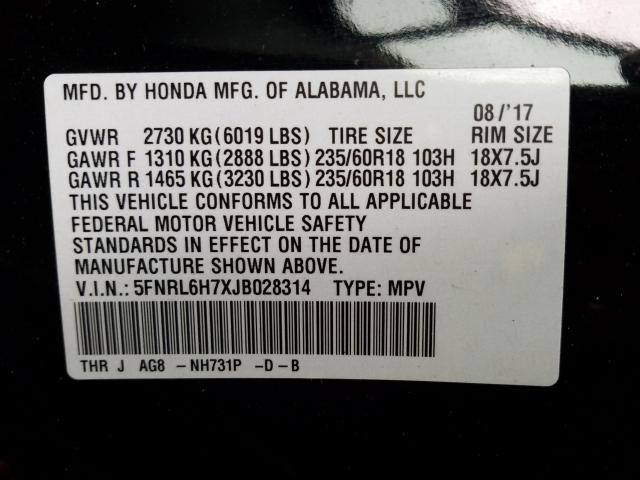 MFD. BY HONDA MFG. OF ALABAMA, LLC
08/'17
GVWR 2730 KG(6019 LBS) TIRE SIZE RIM SIZE
GAWR F 1310 KG(2888 LBS) 235/60R18 103H 18X7.5J
GAWR R 1465 KG(3230 LBS) 235/60R18 103H 18X7.5J
THIS VEHICLE CONFORMS TO ALL APPLICABLE
FEDERAL MOTOR VEHICLE SAFETY
STANDARDS IN EFFECT ON THE DATE OF
MANUFACTURE SHOWN ABOVE.
V.I.N.: 5FNRL6H7XJB028314 TYPE: MPV
THR J AG8 -NH731P -D-B